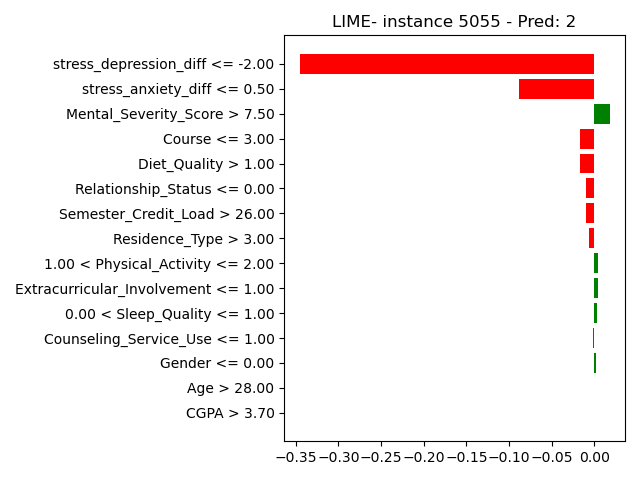 LIME- instance 5055 - Pred: 2
stress_depression_diff <= -2.00
stress_anxiety_diff <= 0.50
Mental_Severity_Score > 7.50
Course <= 3.00
Diet_Quality > 1.00
Relationship_Status <= 0.00
Semester_Credit_Load > 26.00
Residence_Type > 3.00
1.00 < Physical_Activity <= 2.00
Extracurricular_Involvement <= 1.00
0.00 < Sleep_Quality <= 1.00
Counseling_Service_Use <= 1.00
Gender <= 0.00
Age > 28.00
CGPA > 3.70
−0.35 −0.30 −0.25 −0.20 −0.15 −0.10 −0.05 0.00